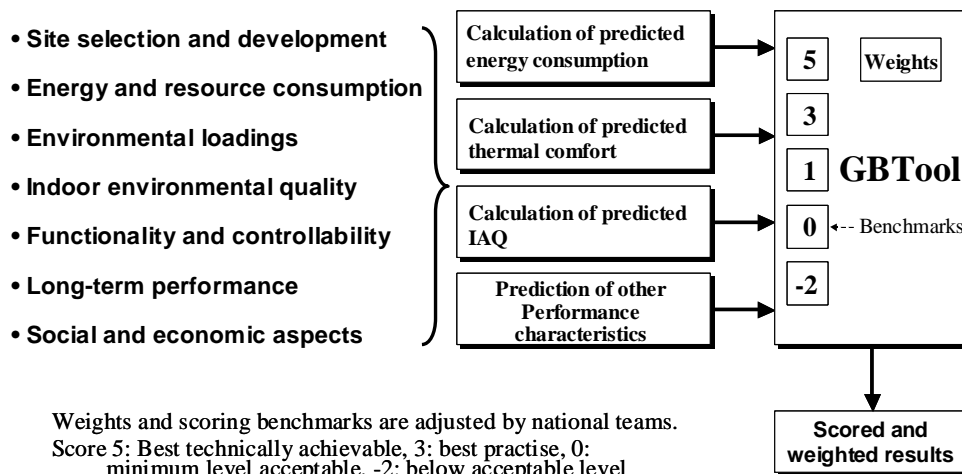 • Site selection and development
• Energy and resource consumption
• Environmental loadings
• Indoor environmental quality
• Functionality and controllability
• Long-term performance
• Social and economic aspects
Calculation of predicted
energy consumption
Calculation of predicted
thermal comfort
Calculation of predicted
IAQ
Prediction of other
Performance
characteristics
5
Weights
3
1
GBTool
0
Benchmarks
-2
Scored and
weighted results
Weights and scoring benchmarks are adjusted by national teams.
Score 5: Best technically achievable, 3: best practise, 0:
minimum level acceptable, -2: below acceptable level